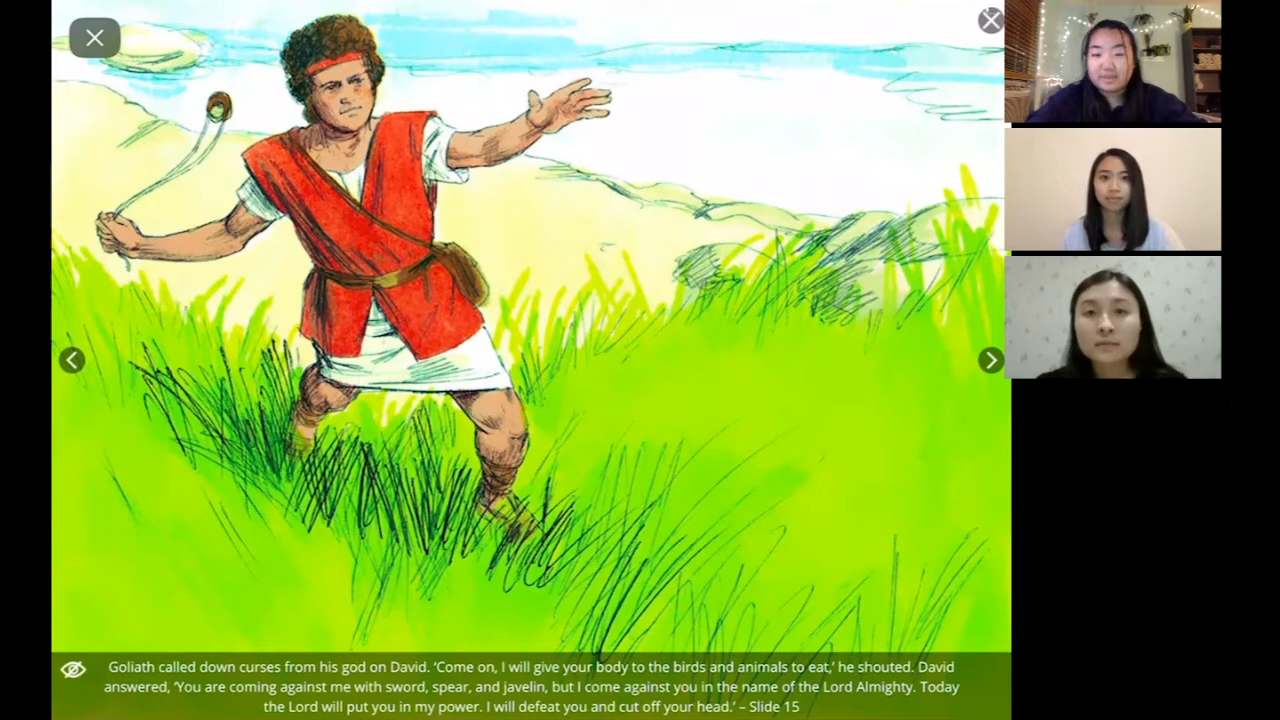 Goliath called down curses from his god on David. ‘Come on, I will give your body to the birds and animals to eat,’ he shouted. David
answered, ‘You are coming against me with sword, spear, and javelin, but I come against you in the name of the Lord Almighty. Today
the Lord will put you in my power. I will defeat you and cut off your head.’ – Slide 15